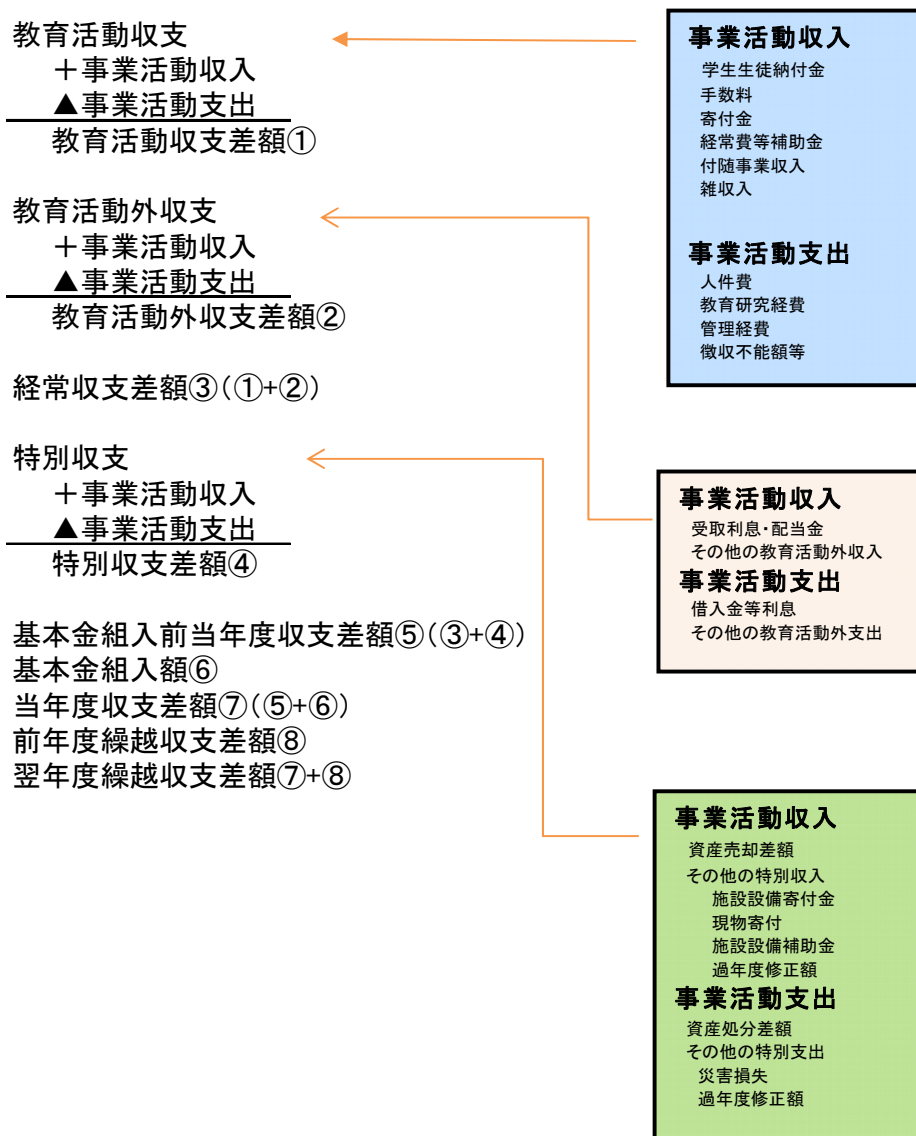 教育活動収支
＋事業活動収入
▲事業活動支出
教育活動収支差額①
教育活動外収支
＋事業活動収入
▲事業活動支出
教育活動外収支差額②
経常収支差額③(①+②)
特別収支
＋事業活動収入
▲事業活動支出
特別収支差額④
基本金組入前当年度収支差額⑤(③+④)
基本金組入額⑥
当年度収支差額⑦(⑤+⑥)
前年度繰越収支差額⑧
翌年度繰越収支差額⑦+⑧
事業活動収入
学生生徒納付金
手数料
寄付金
経常費等補助金
付随事業収入
雑収入
事業活動支出
人件費
教育研究経費
管理経費
徴収不能額等
事業活動収入
受取利息・配当金
その他の教育活動外収入
事業活動支出
借入金等利息
その他の教育活動外支出
事業活動収入
資産売却差額
その他の特別収入
施設設備寄付金
現物寄付
施設設備補助金
過年度修正額
事業活動支出
資産処分差額
その他の特別支出
災害損失
過年度修正額